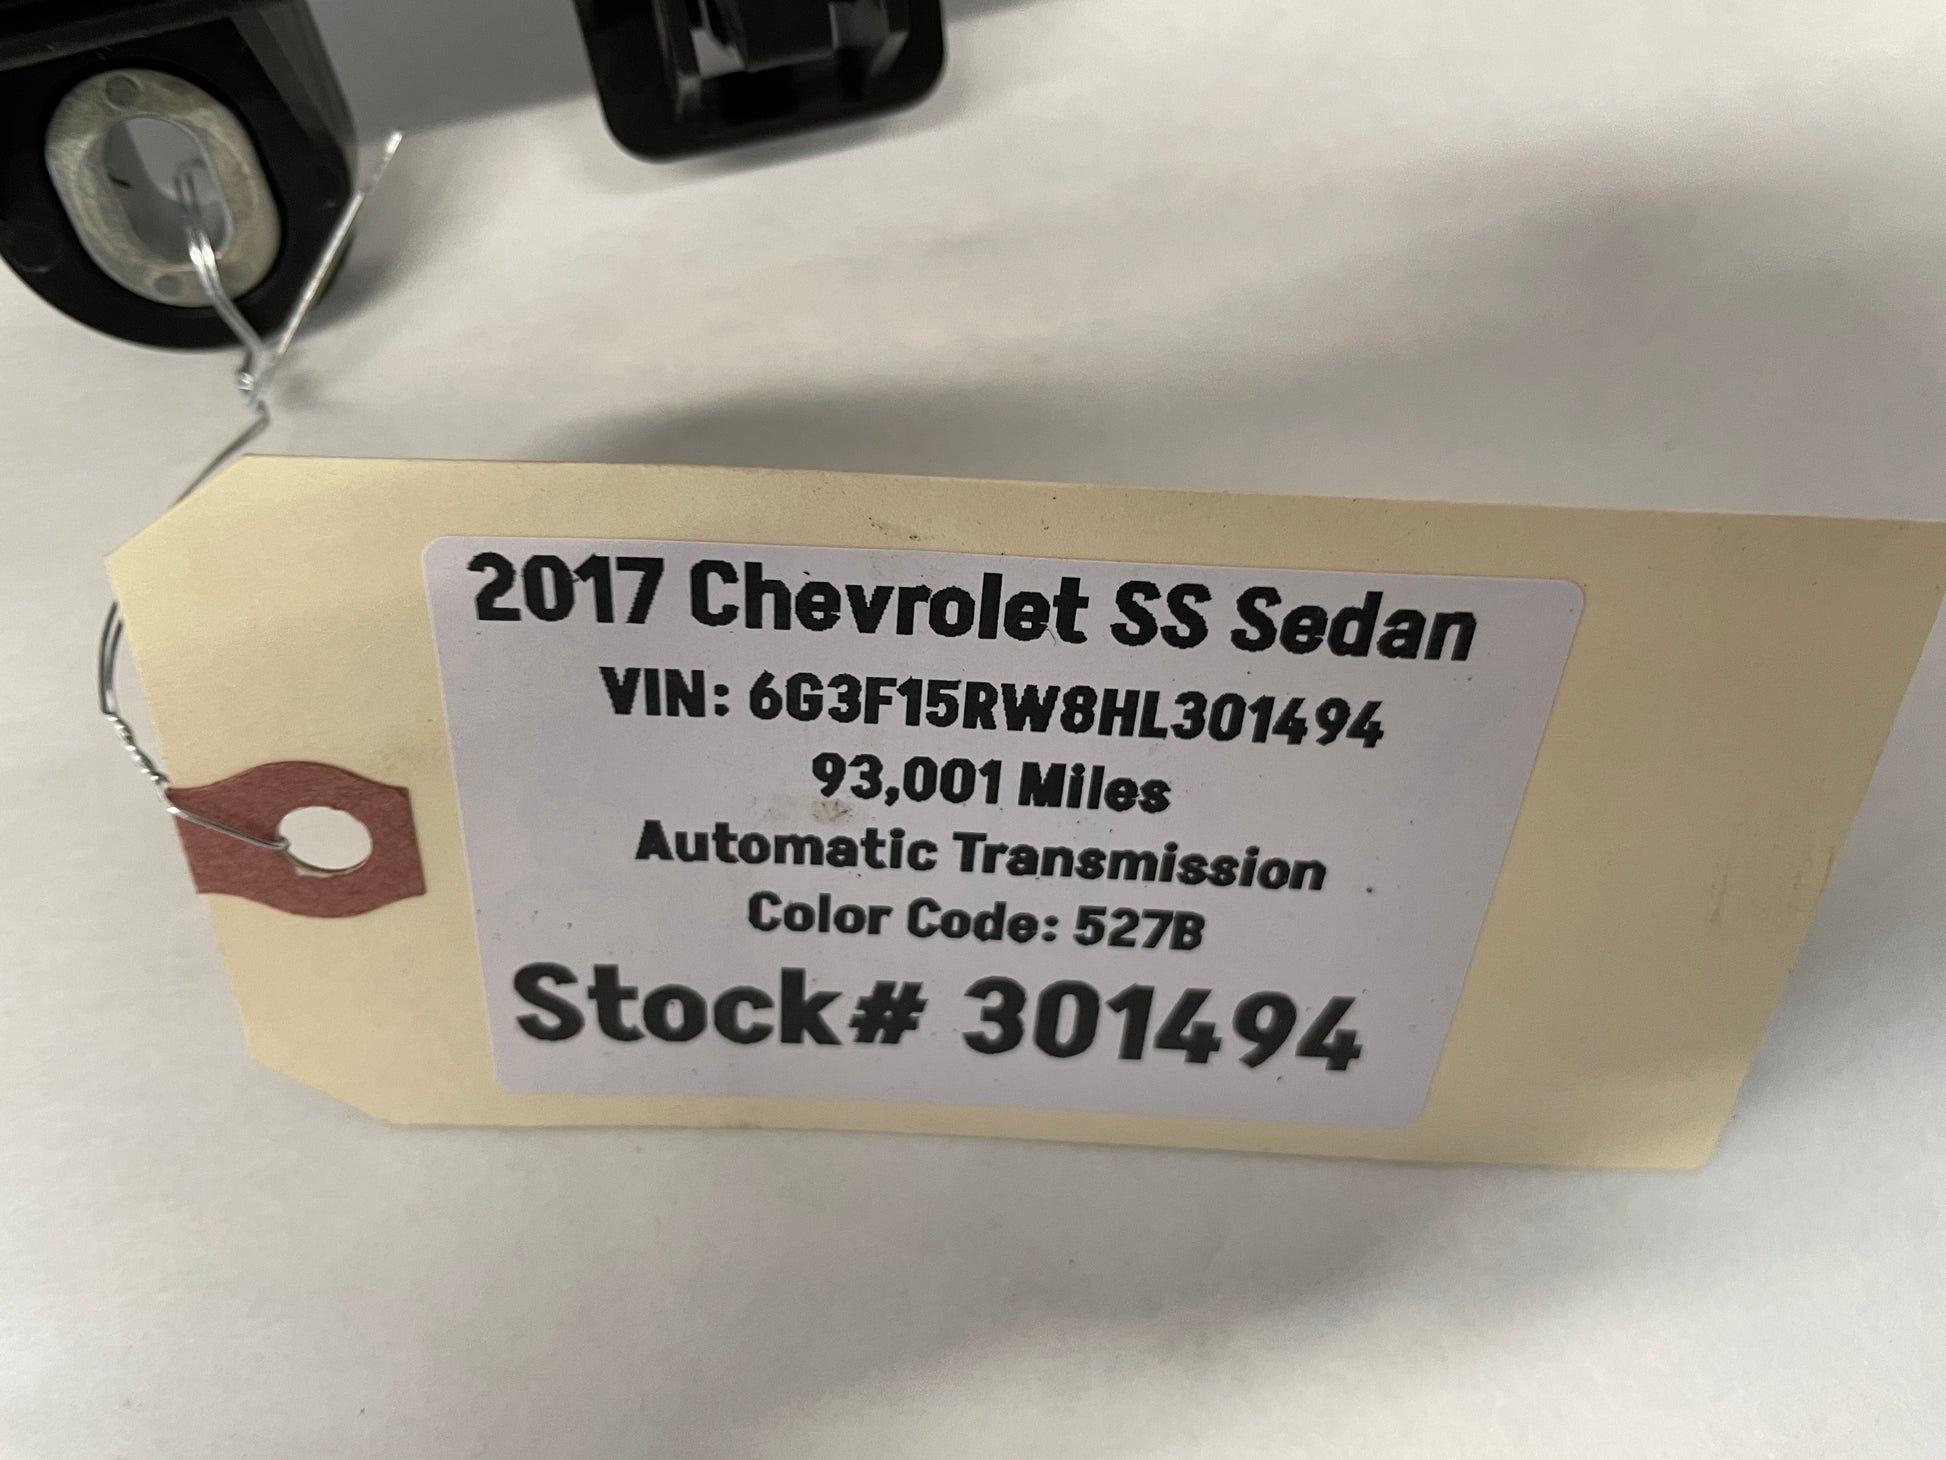 2017 Chevrolet SS Sedan
VIN: 6G3F15RW8HL301494
93,001 Miles
Automatic Transmission
Color Code: 527B
Stock# 301494